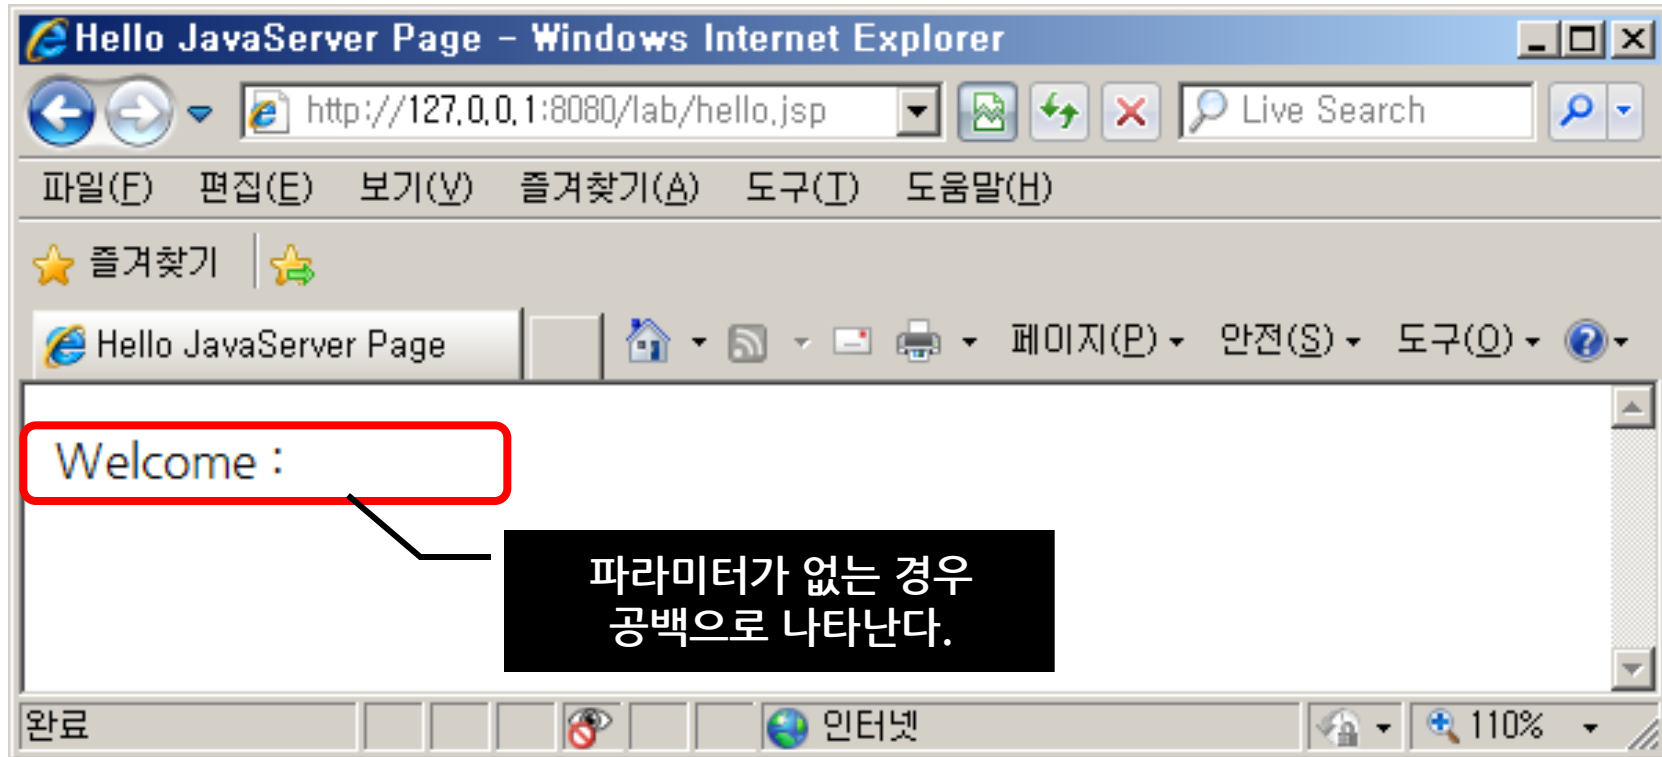 Hello JavaServer Page - Windows Internet Explorer
http://127.0.0.1:8080/lab/hello.jsp Live Search
파일(F) 편집(E) 보기(V) 즐겨찾기(A) 도구(T) 도움말(H)
즐겨찾기
Hello JavaServer Page 페이지(P) 안전(S) 도구(O)
Welcome :
파라미터가 없는 경우
공백으로 나타난다.
완료 인터넷 110%